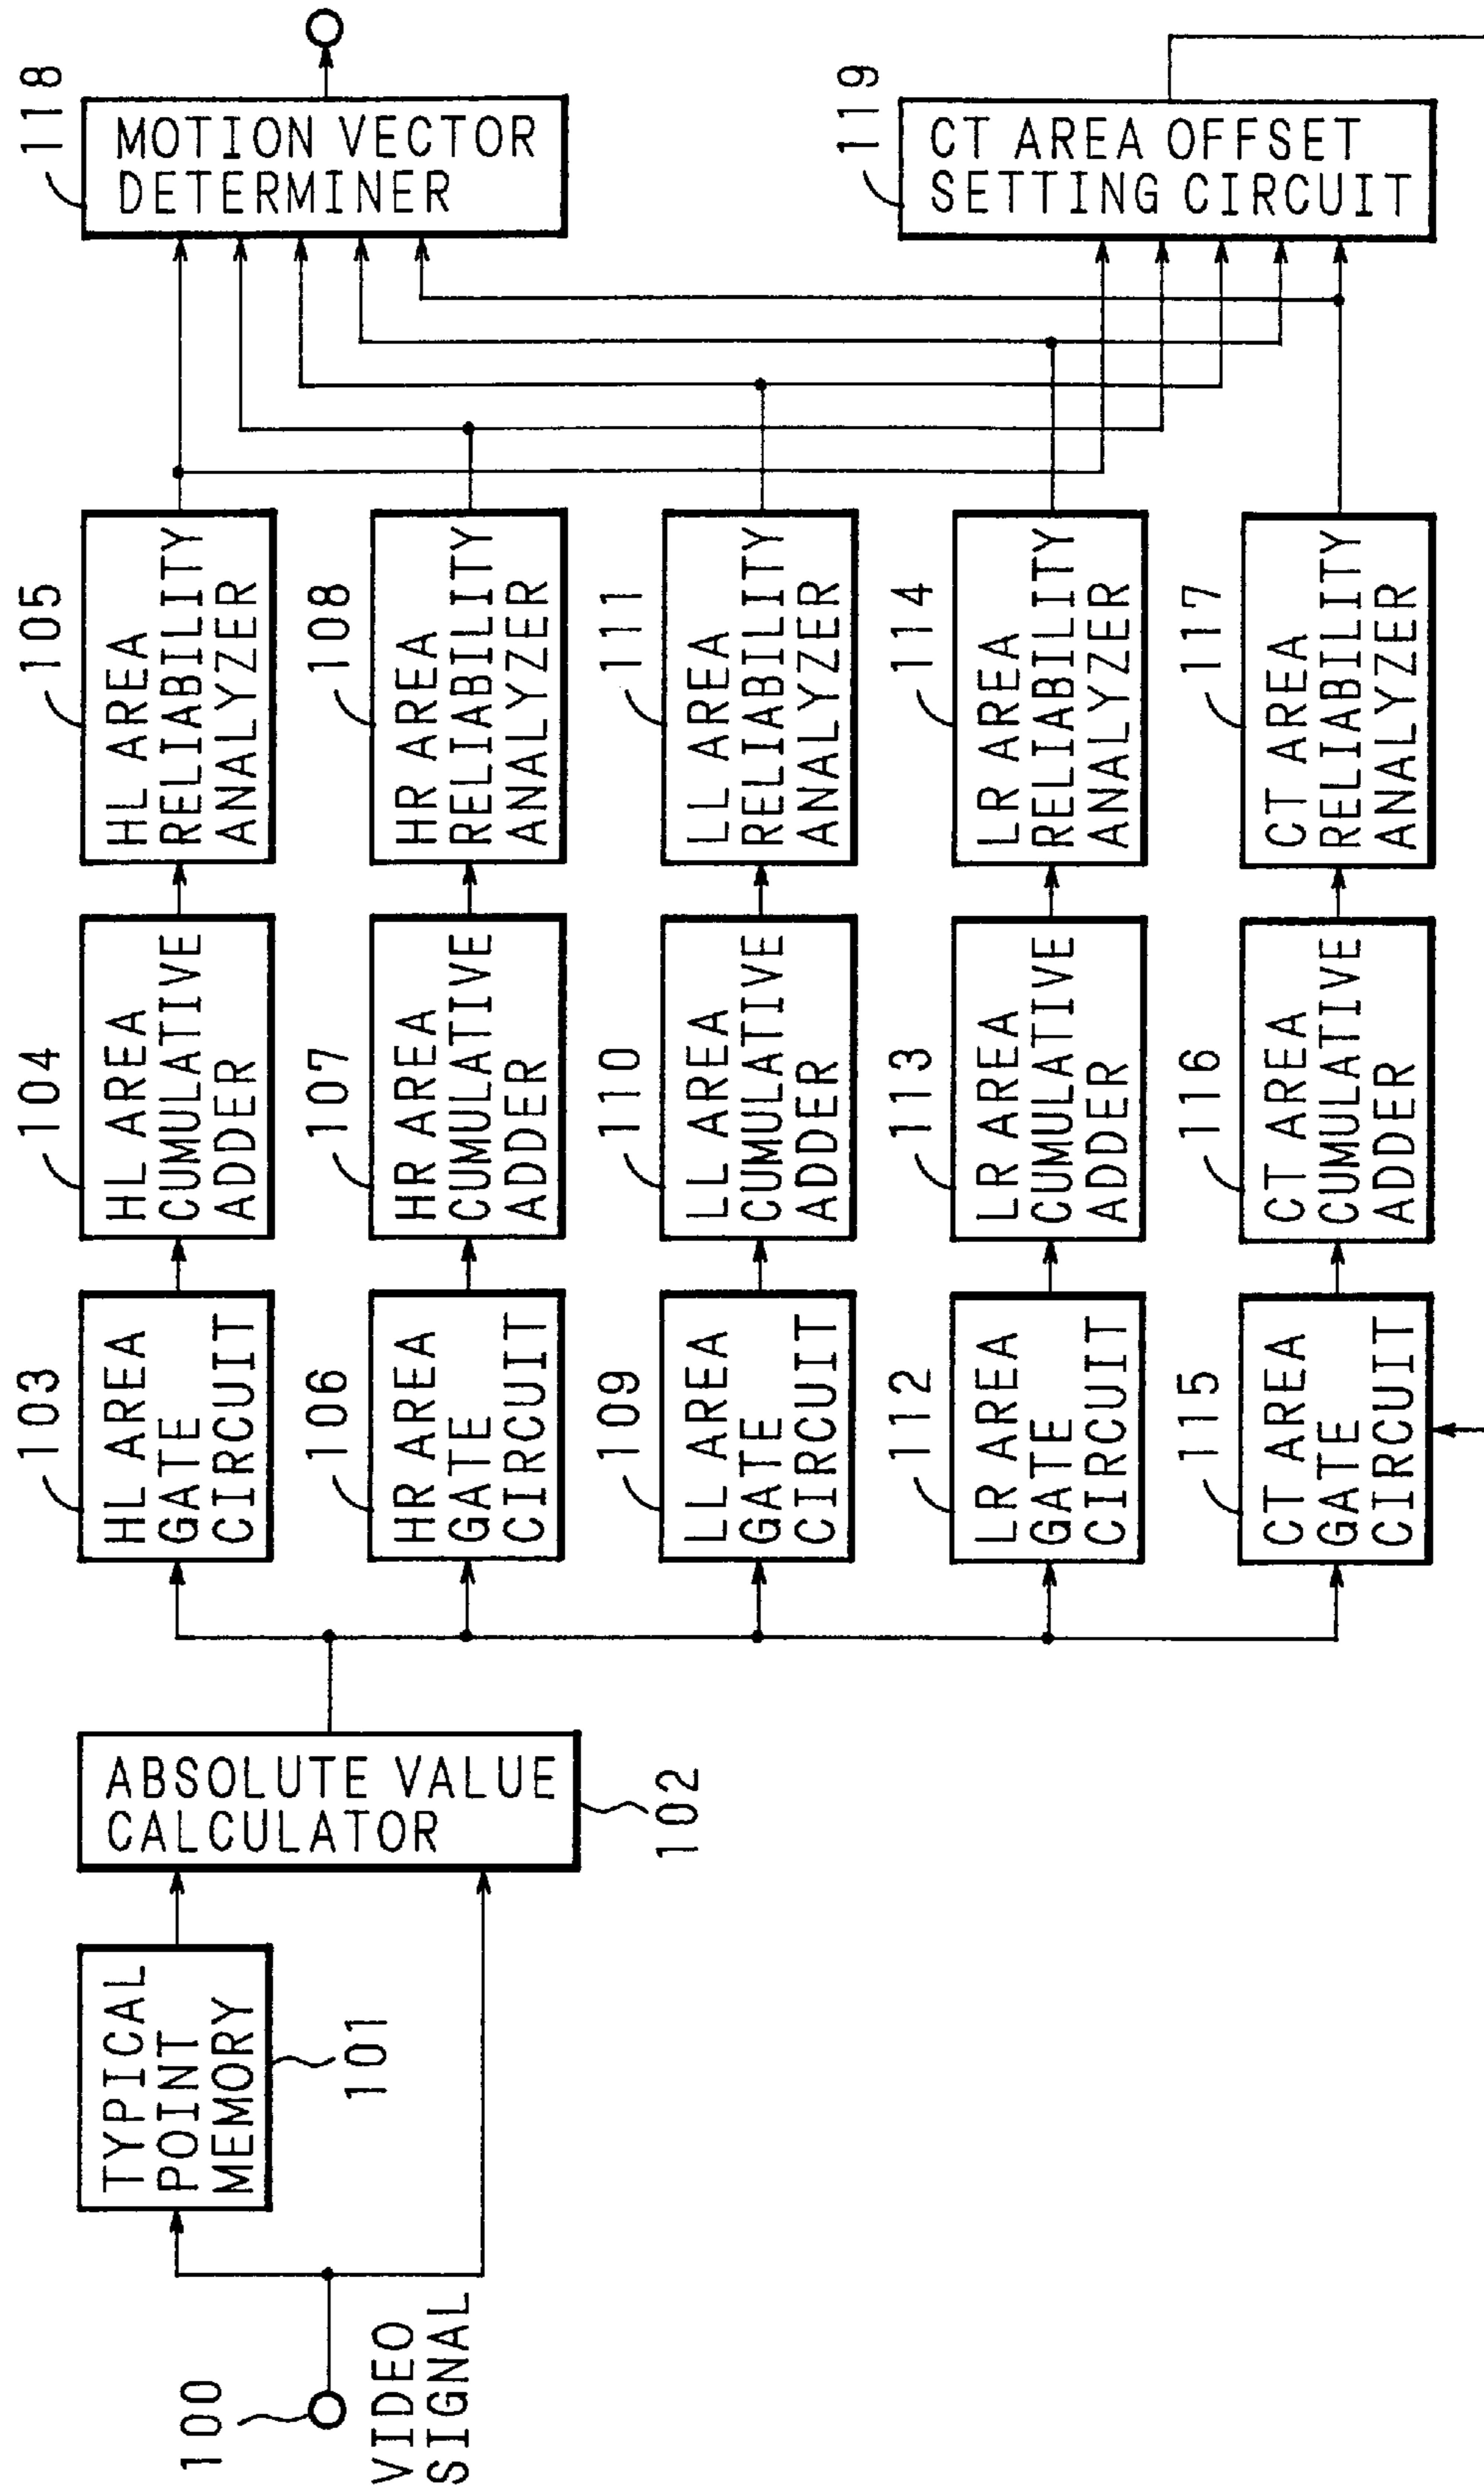 100
VIDEO
SIGNAL
TYPICAL
POINT
MEMORY
101
ABSOLUTE VALUE
CALCULATOR
102
103
HL AREA
GATE
CIRCUIT
104
HL AREA
CUMULATIVE
ADDER
105
HL AREA
RELIABILITY
ANALYZER
106
HR AREA
GATE
CIRCUIT
107
HR AREA
CUMULATIVE
ADDER
108
HR AREA
RELIABILITY
ANALYZER
109
LL AREA
GATE
CIRCUIT
110
LL AREA
CUMULATIVE
ADDER
111
LL AREA
RELIABILITY
ANALYZER
112
LR AREA
GATE
CIRCUIT
113
LR AREA
CUMULATIVE
ADDER
114
LR AREA
RELIABILITY
ANALYZER
115
CT AREA
GATE
CIRCUIT
116
CT AREA
CUMULATIVE
ADDER
117
CT AREA
RELIABILITY
ANALYZER
118
MOTION VECTOR
DETERMINER
119
CT AREA OFFSET
SETTING CIRCUIT